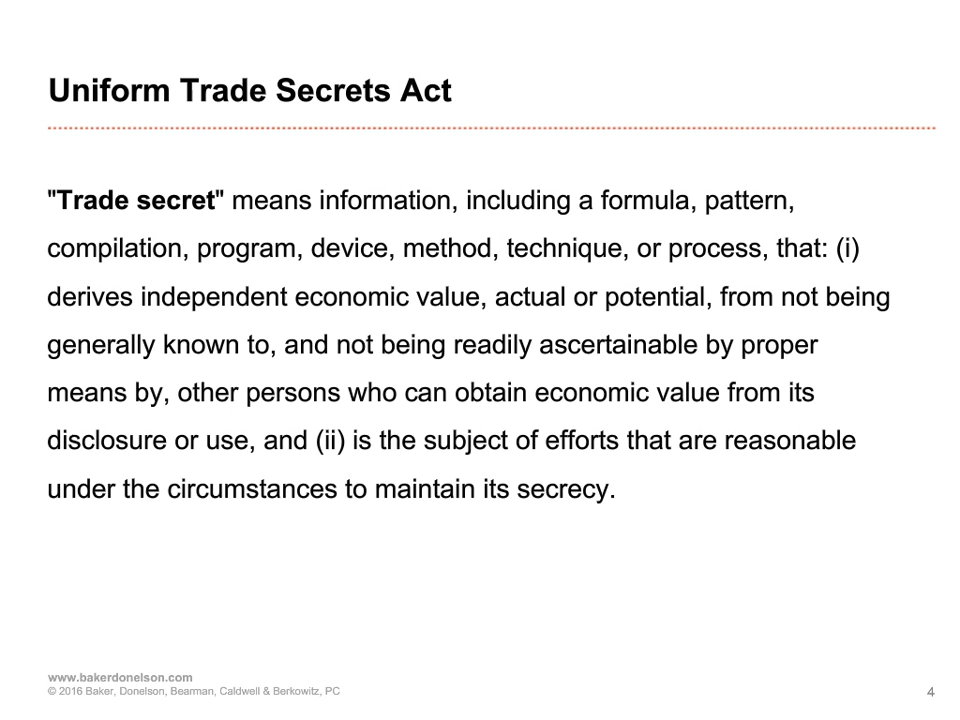 Uniform Trade Secrets Act
"Trade secret" means information, including a formula, pattern,
compilation, program, device, method, technique, or process, that: (i)
derives independent economic value, actual or potential, from not being
generally known to, and not being readily ascertainable by proper
means by, other persons who can obtain economic value from its
disclosure or use, and (ii) is the subject of efforts that are reasonable
under the circumstances to maintain its secrecy.
www.bakerdonelson.com
© 2016 Baker, Donelson, Bearman, Caldwell & Berkowitz, PC
4